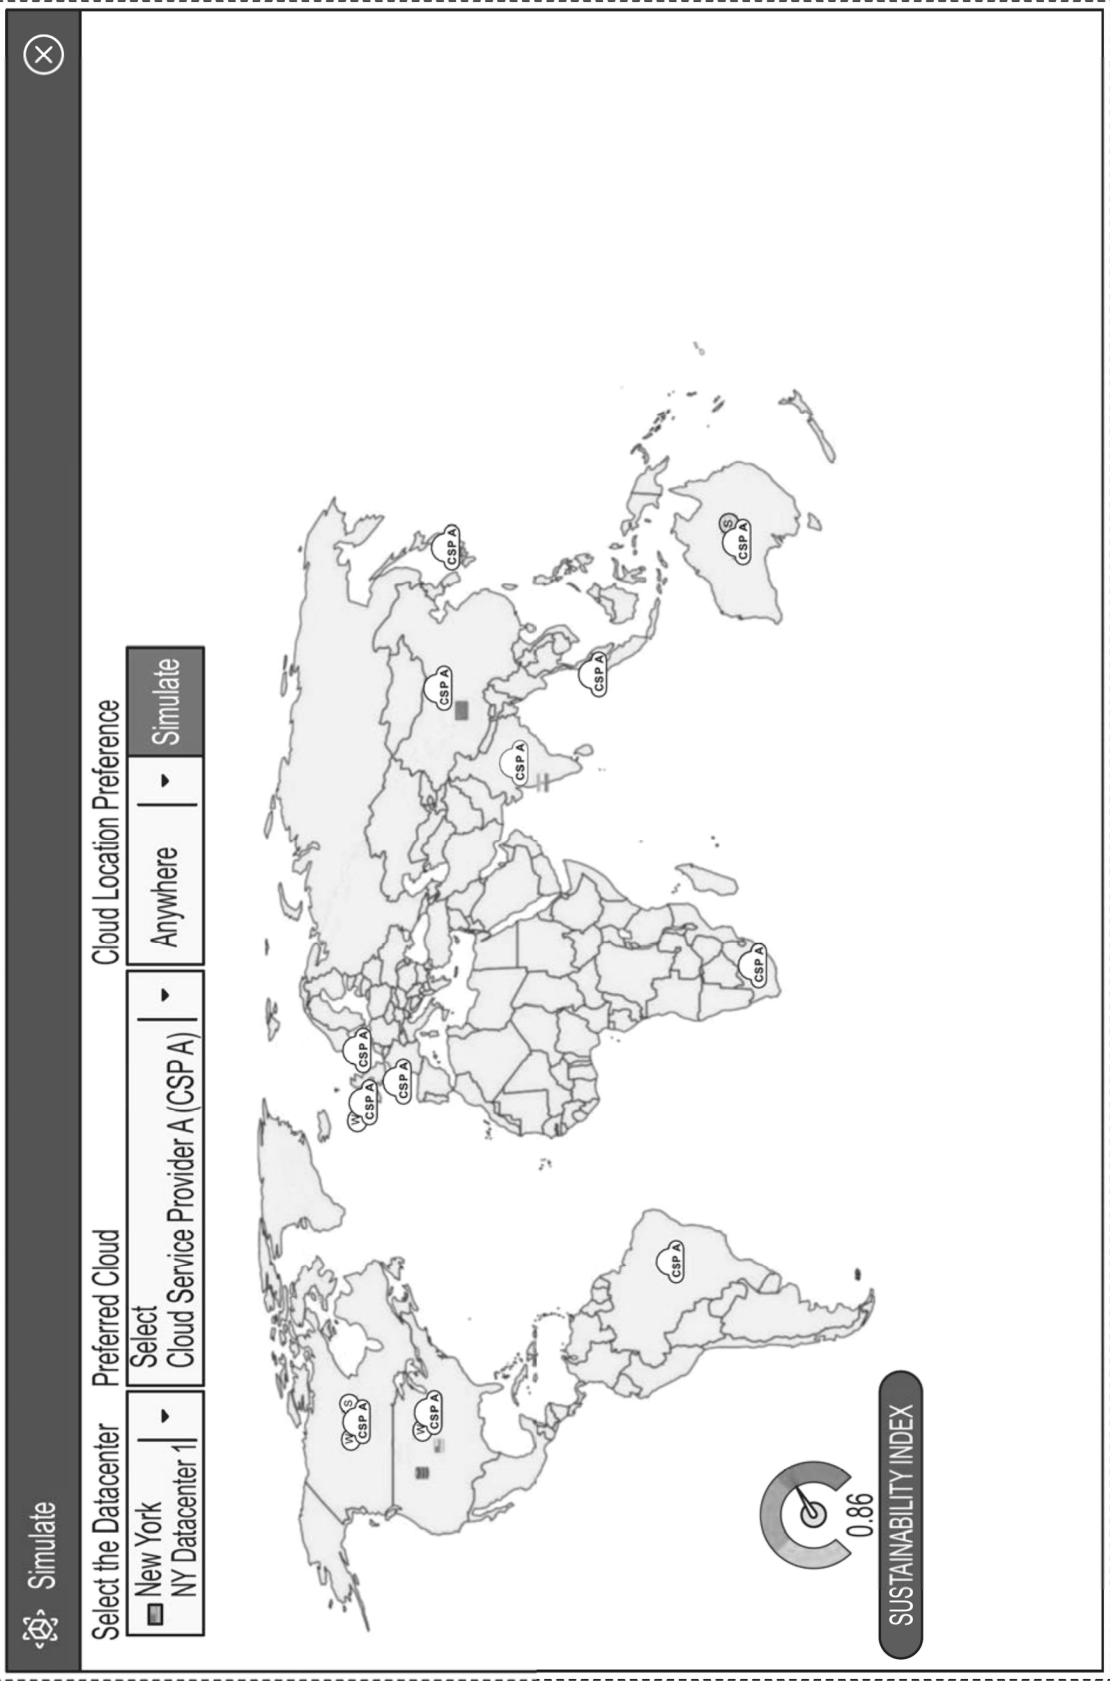 Simulate
Select the Datacenter
Preferred Cloud
Cloud Location Preference
New York
NY Datacenter 1
Select
Cloud Service Provider A (CSP A)
Anywhere
Simulate
W
S
CSP A
W
CSP A
W
CSP A
CSP A
CSP A
CSP A
CSP A
CSP A
CSP A
CSP A
CSP A
S
CSP A
0.86
SUSTAINABILITY INDEX